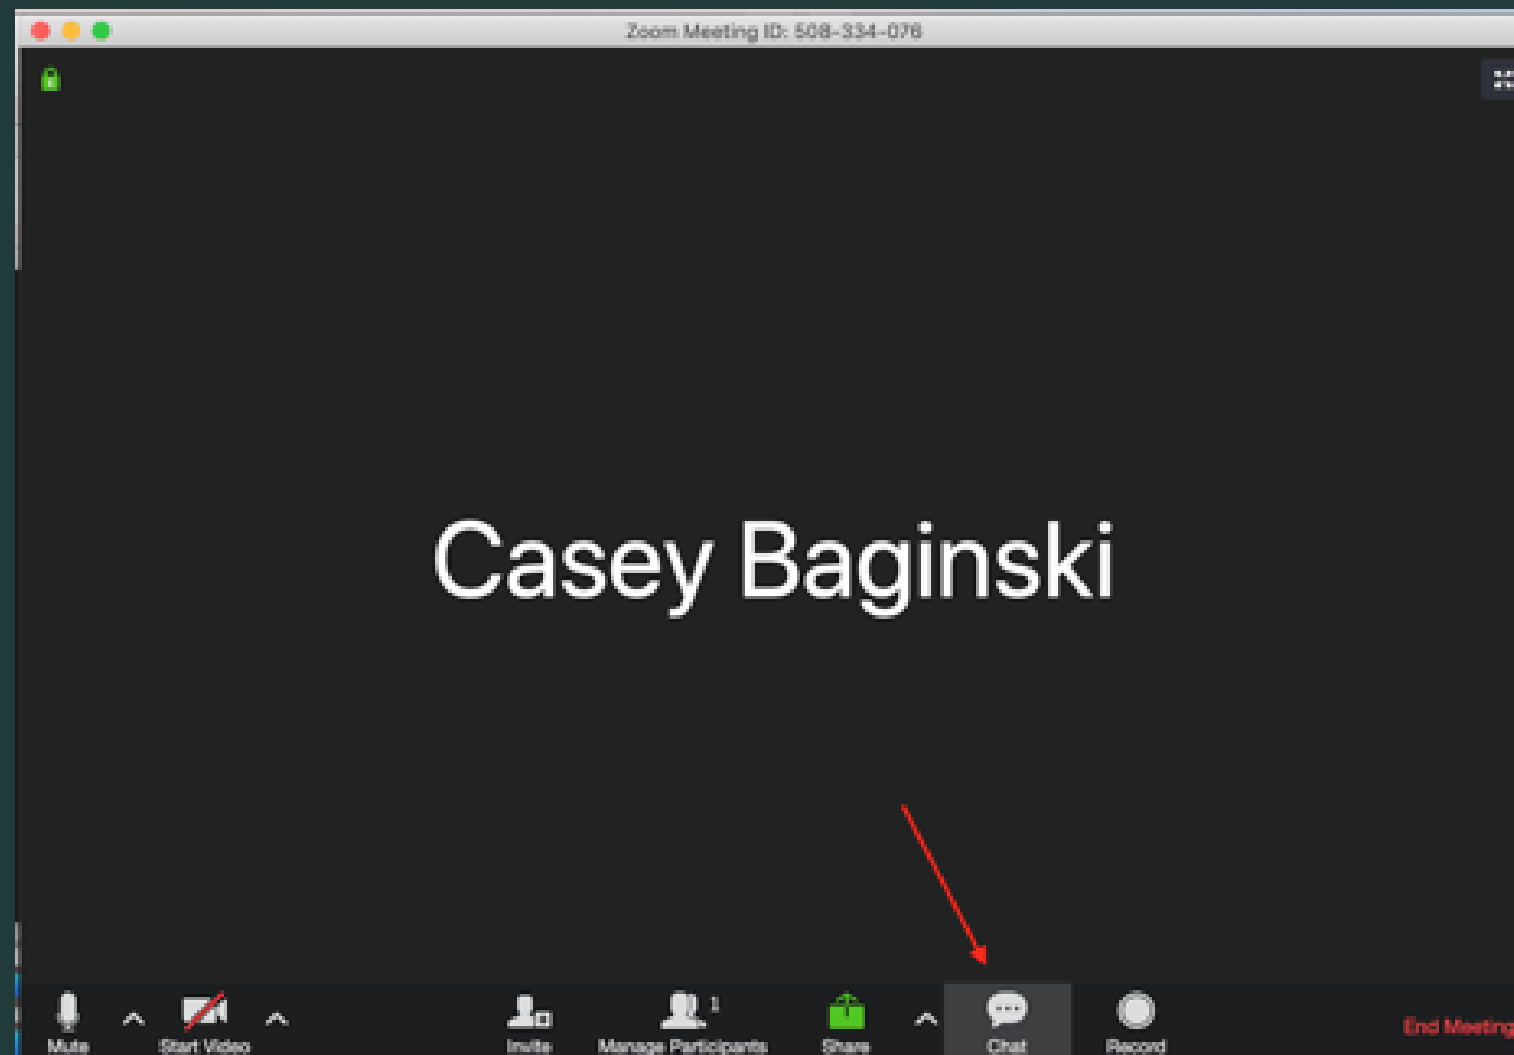 Zoom Meeting ID: 508-334-076
Casey Baginski
1
Mute
Start Video
Invite
Manage Participants
Share
Chat
Record
End Meeting